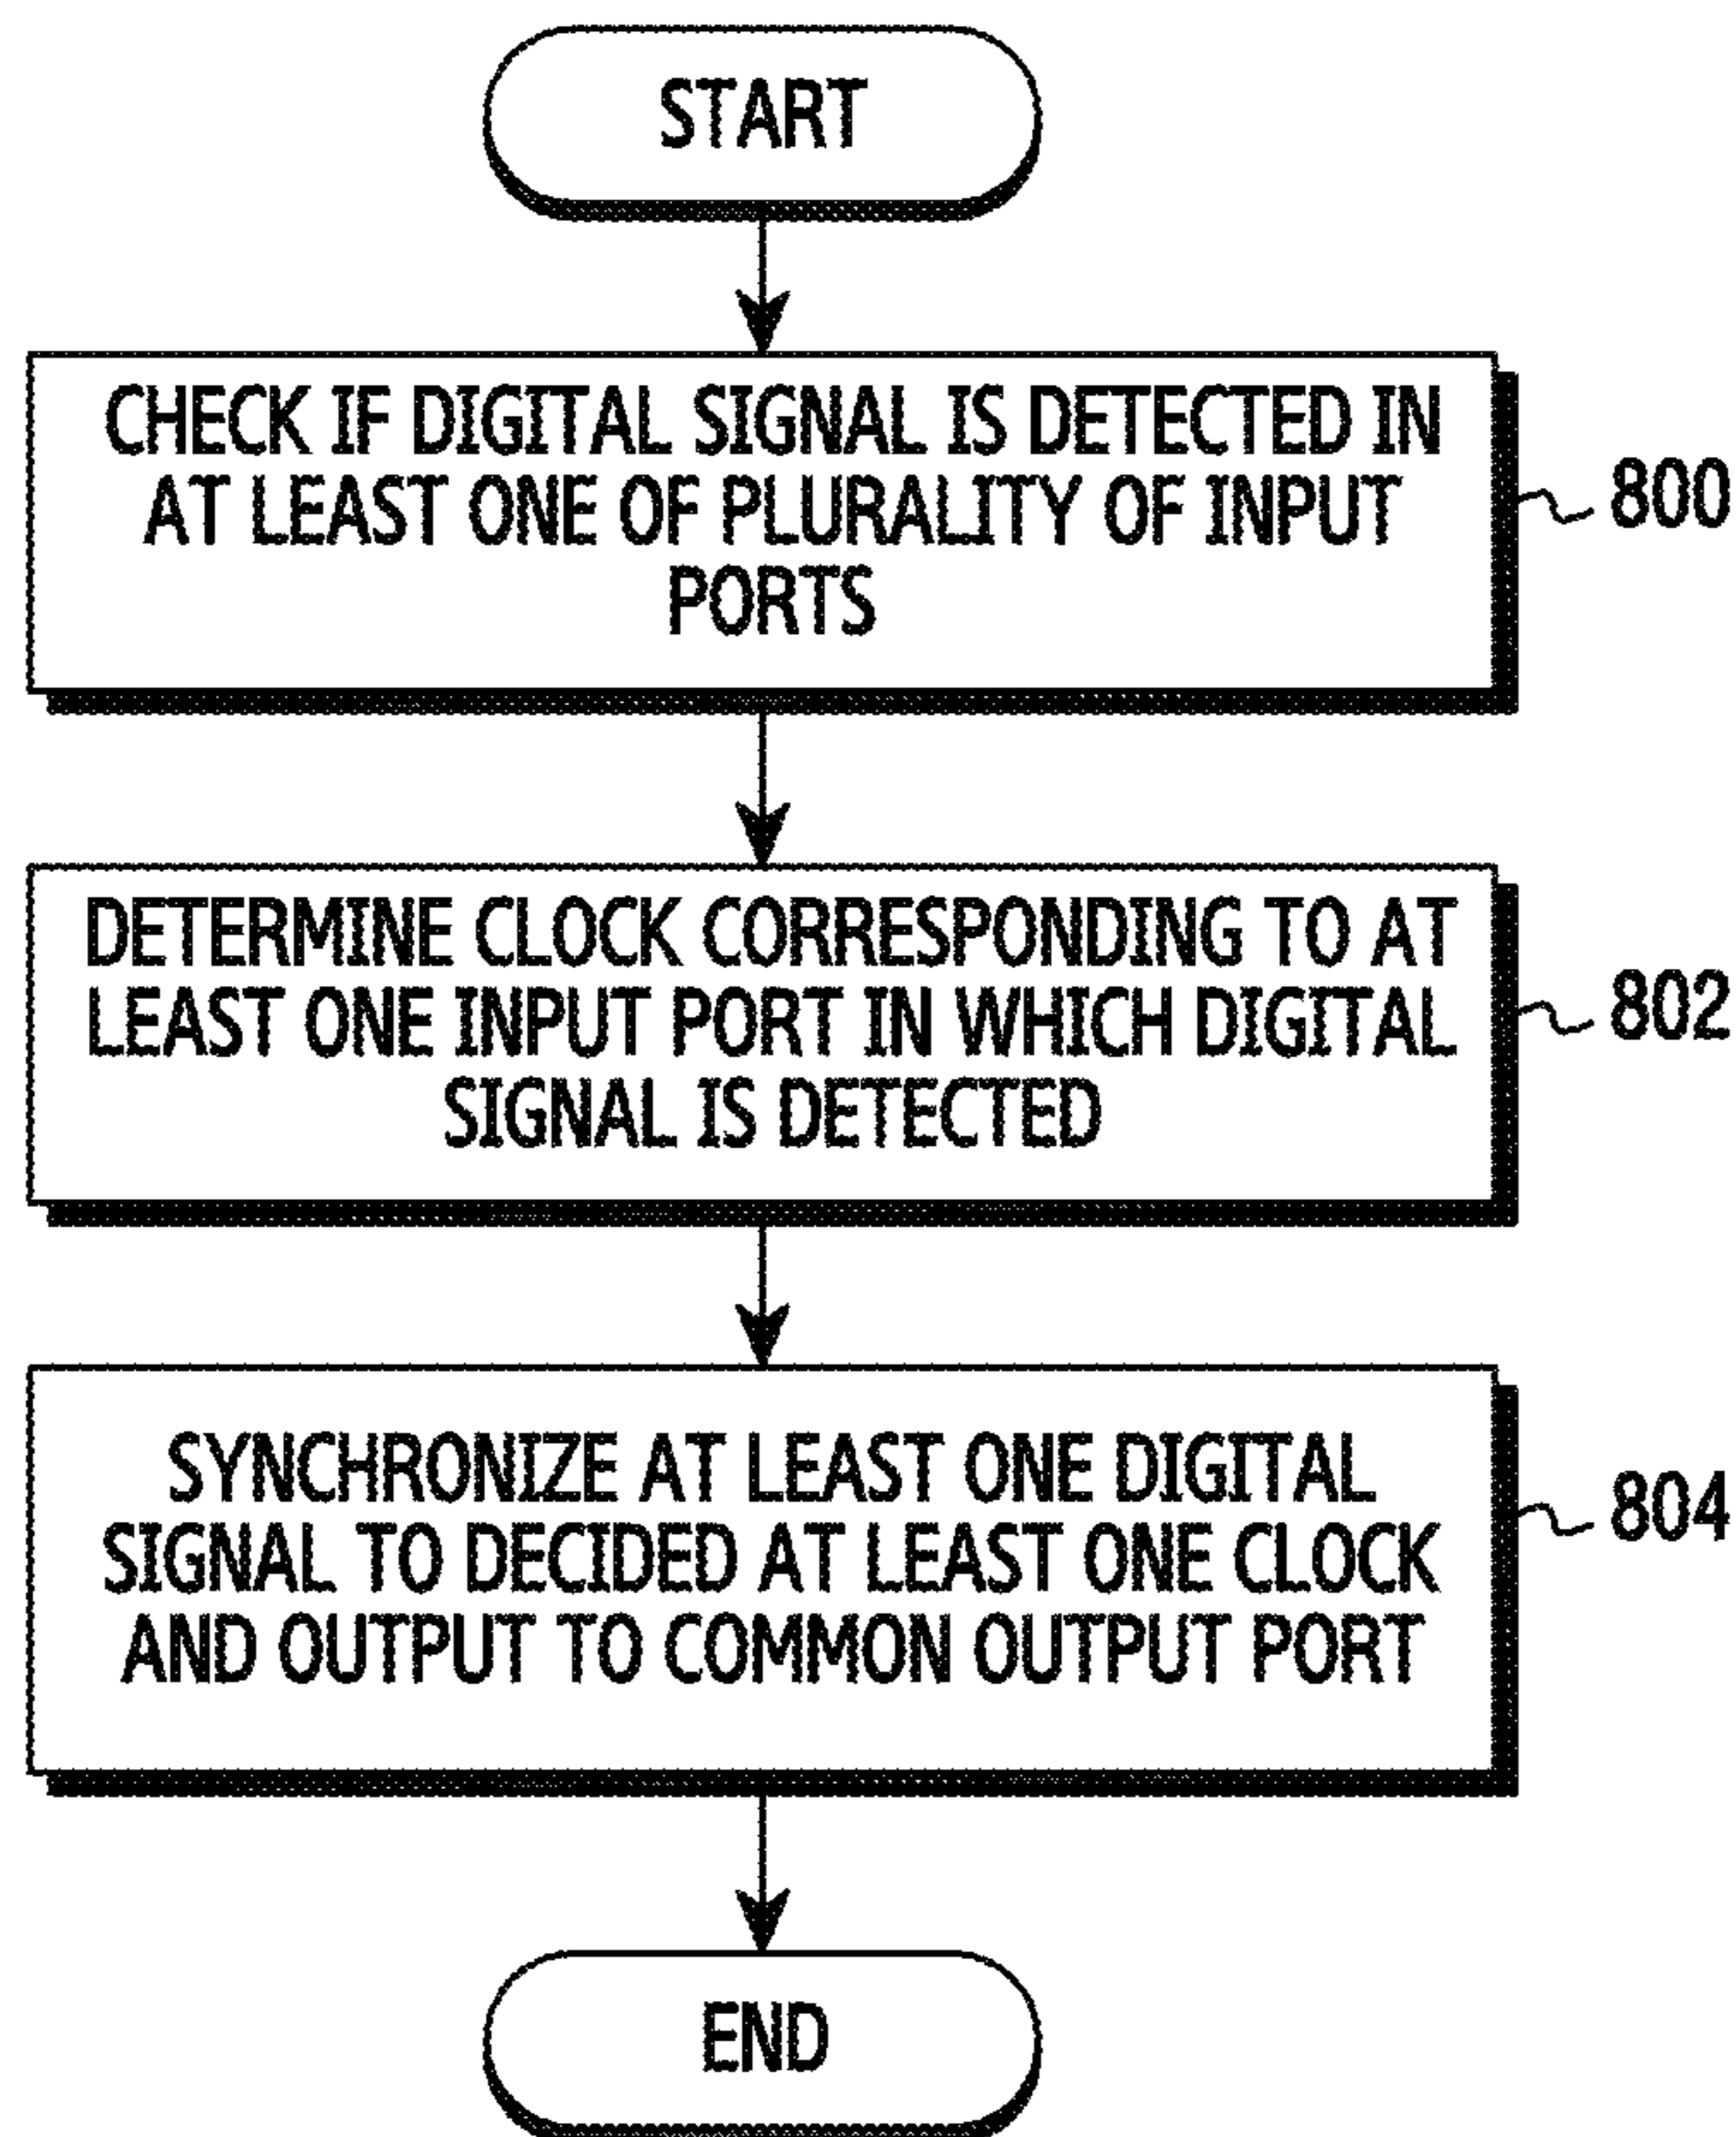 START
CHECK IF DIGITAL SIGNAL IS DETECTED IN
AT LEAST ONE OF PLURALITY OF INPUT
PORTS
800
DETERMINE CLOCK CORRESPONDING TO AT
LEAST ONE INPUT PORT IN WHICH DIGITAL
SIGNAL IS DETECTED
802
SYNCHRONIZE AT LEAST ONE DIGITAL
SIGNAL TO DECIDED AT LEAST ONE CLOCK
AND OUTPUT TO COMMON OUTPUT PORT
804
END